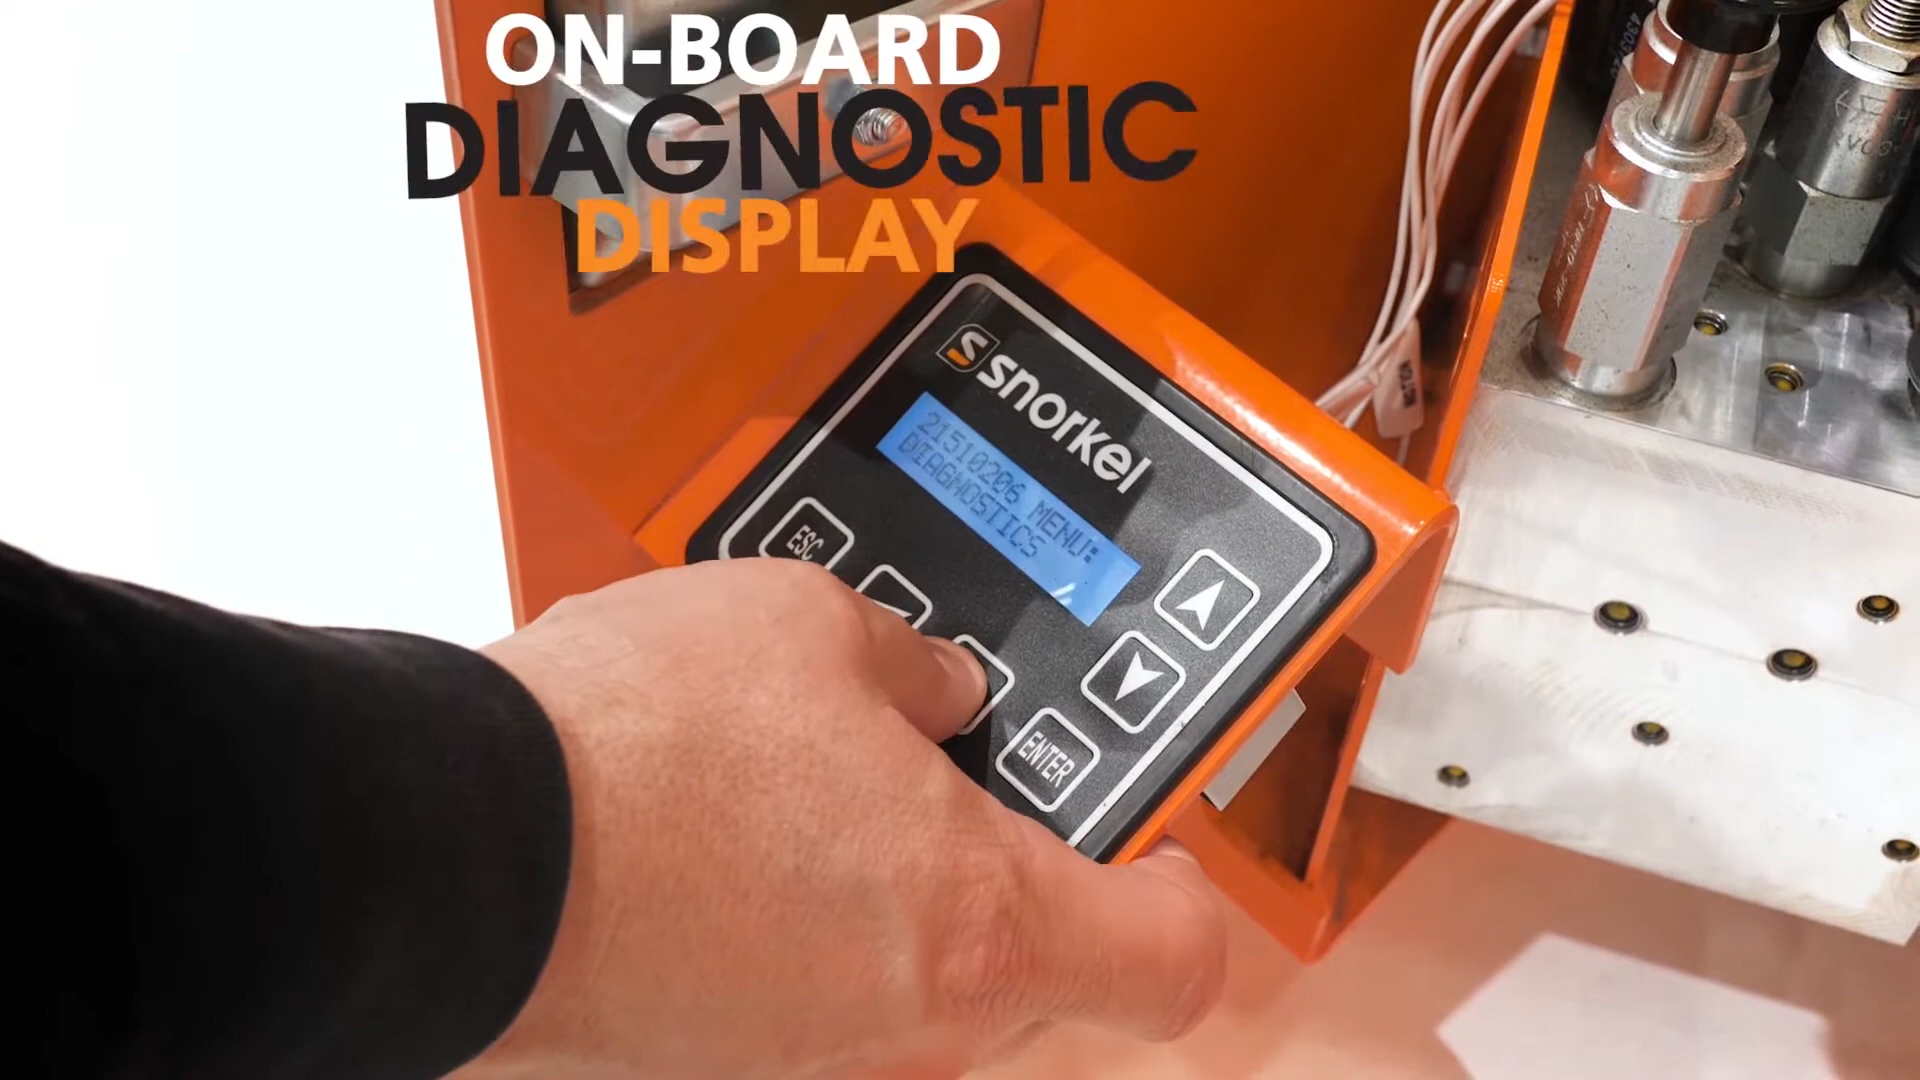 ON-BOARD
DIAGNOSTIC
DISPLAY
snorkel
21510206 MENU:
DIAGNOSTICS
ESC
ENTER